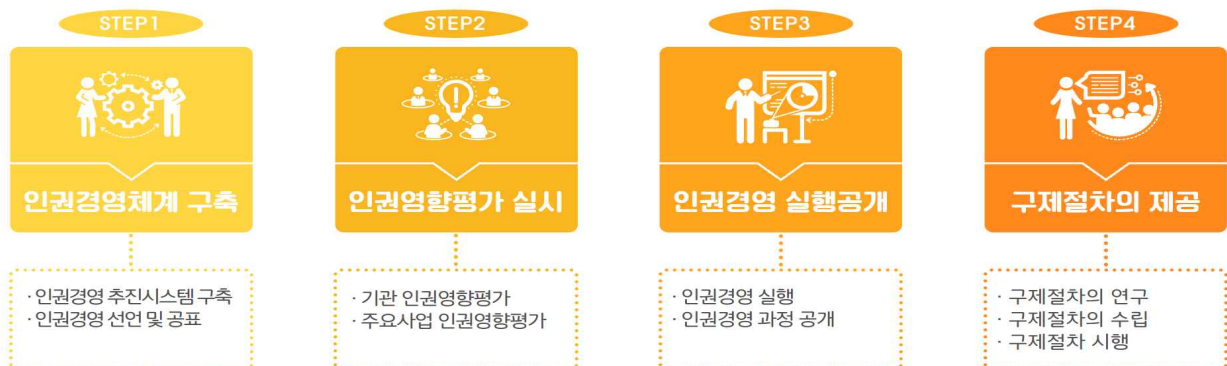 STEP1
인권경영체계 구축
· 인권경영 추진시스템 구축
· 인권경영 선언 및 공표
STEP2
인권영향평가 실시
· 기관 인권영향평가
· 주요사업 인권영향평가
STEP3
인권경영 실행공개
· 인권경영 실행
· 인권경영 과정 공개
STEP4
구제절차의 제공
· 구제절차의 연구
· 구제절차의 수립
· 구제절차 시행